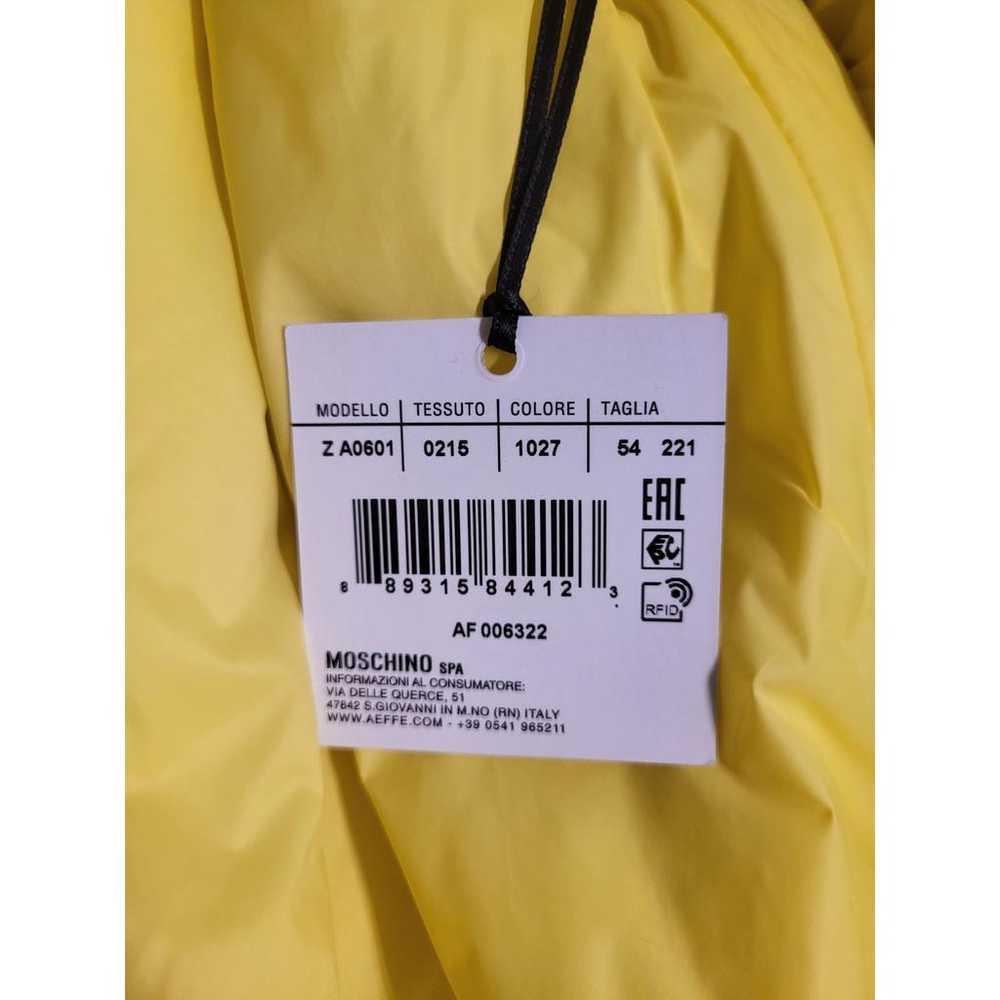 MODELLO TESSUTO COLORE TAGLIA
Z A0601 0215 1027 54 221
EAC
8 89315 84412 3
RFID
AF 006322
MOSCHINO SPA
INFORMAZIONI AL CONSUMATORE:
VIA DELLE QUERCE, 51
47842 S.GIOVANNI IN M.NO (RN) ITALY
WWW.AEFFE.COM - +39 0541 965211